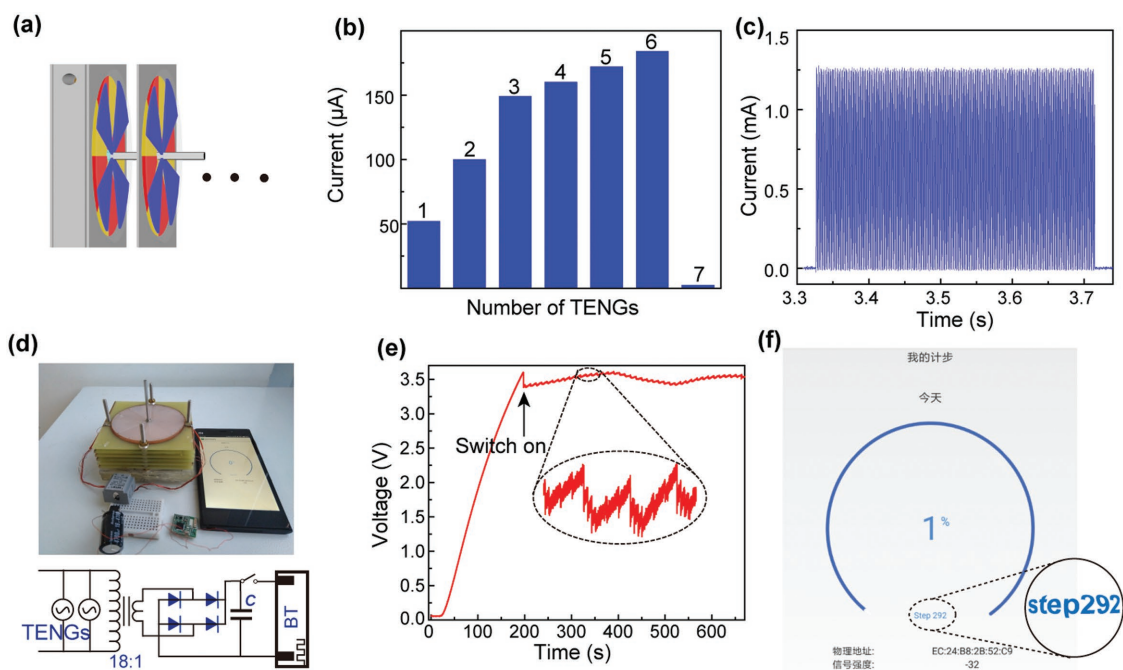 (a)
(b)
Current (μA)
150
100
50
1
2
3
4
5
6
7
Number of TENGs
(c)
Current (mA)
1.5
1.0
0.5
0.0
3.3
3.4
3.5
3.6
3.7
Time (s)
(d)
TENGs
18:1
C
BT
(e)
Voltage (V)
3.5
3.0
2.5
2.0
1.5
1.0
0.5
0.0
0
100
200
300
400
500
600
Time (s)
Switch on
(f)
我的计步
今天
1%
Step 292
step292
物理地址: EC:24:B8:2B:52:C9
信号强度: -32